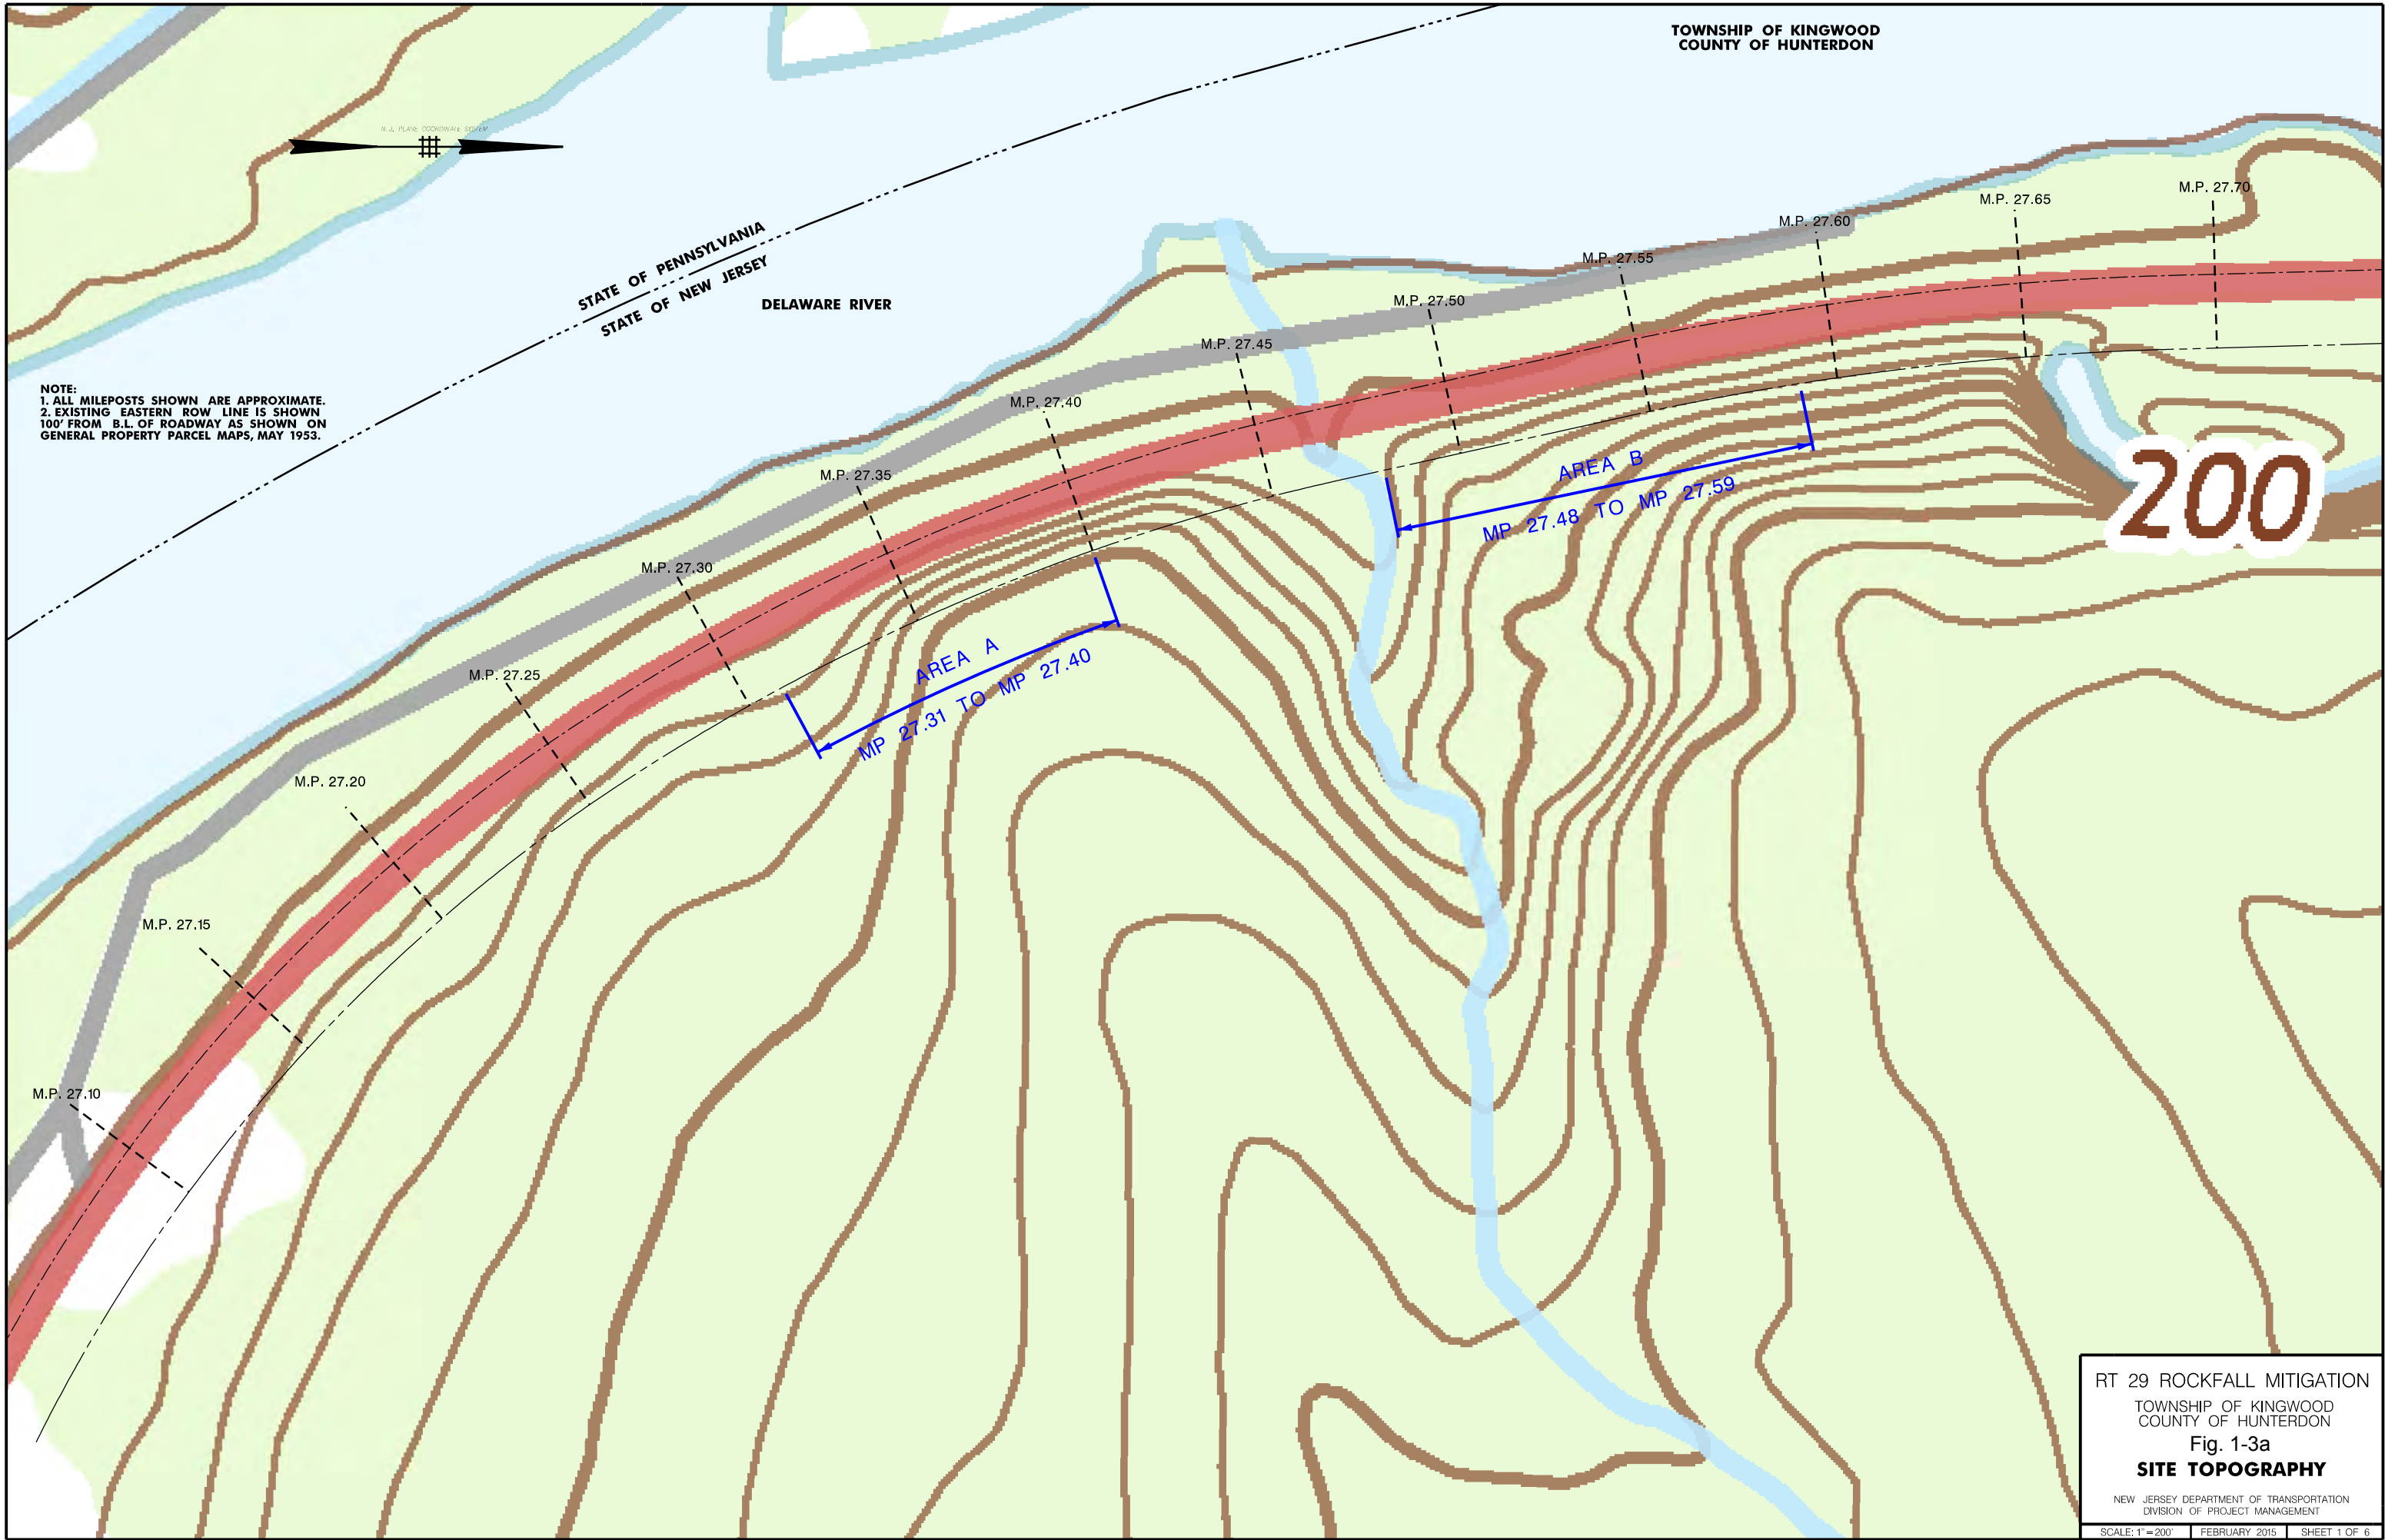 TOWNSHIP OF KINGWOOD
COUNTY OF HUNTERDON
N.J. PLANE COORDINATE SYSTEM
STATE OF PENNSYLVANIA
STATE OF NEW JERSEY
DELAWARE RIVER
NOTE:
1. ALL MILEPOSTS SHOWN ARE APPROXIMATE.
2. EXISTING EASTERN ROW LINE IS SHOWN
100' FROM B.L. OF ROADWAY AS SHOWN ON
GENERAL PROPERTY PARCEL MAPS, MAY 1953.
M.P. 27.70
M.P. 27.65
M.P. 27.60
M.P. 27.55
M.P. 27.50
M.P. 27.45
M.P. 27.40
M.P. 27.35
M.P. 27.30
M.P. 27.25
M.P. 27.20
M.P. 27.15
M.P. 27.10
AREA B
MP 27.48 TO MP 27.59
AREA A
MP 27.31 TO MP 27.40
200
RT 29 ROCKFALL MITIGATION
TOWNSHIP OF KINGWOOD
COUNTY OF HUNTERDON
Fig. 1-3a
SITE TOPOGRAPHY
NEW JERSEY DEPARTMENT OF TRANSPORTATION
DIVISION OF PROJECT MANAGEMENT
SCALE: 1"=200' FEBRUARY 2015 SHEET 1 OF 6